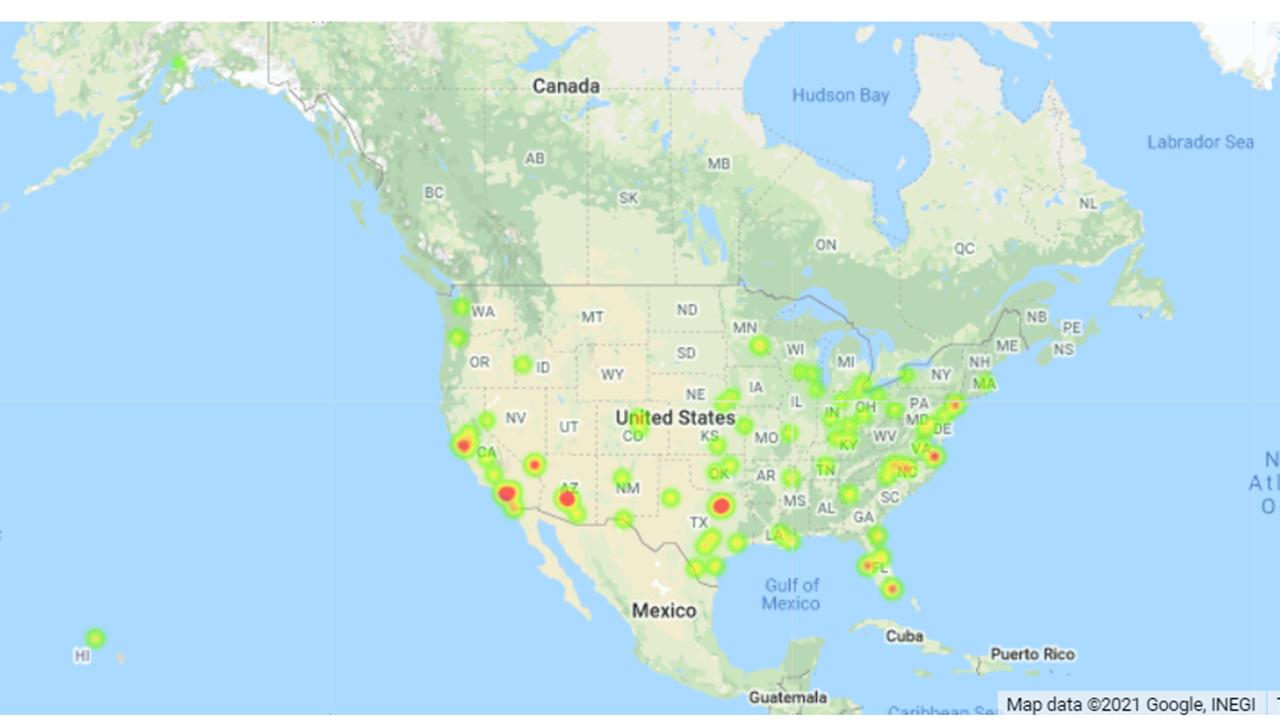 Canada
Hudson Bay
Labrador Sea
AB
MB
BC
SK
NL
ON
QC
WA
MT
ND
MN
NB
PE
ME
NS
OR
ID
SD
WI
MI
NH
NY
WY
MA
NE
IA
NV
UT
United States
CO
IL
IN
OH
PA
MD
DE
KS
MO
KY
WV
VA
CA
AZ
NM
OK
AR
TN
NC
MS
AL
SC
GA
TX
LA
FL
Gulf of
Mexico
Mexico
HI
Cuba
Puerto Rico
Guatemala
Caribbean
Map data ©2021 Google, INEGI